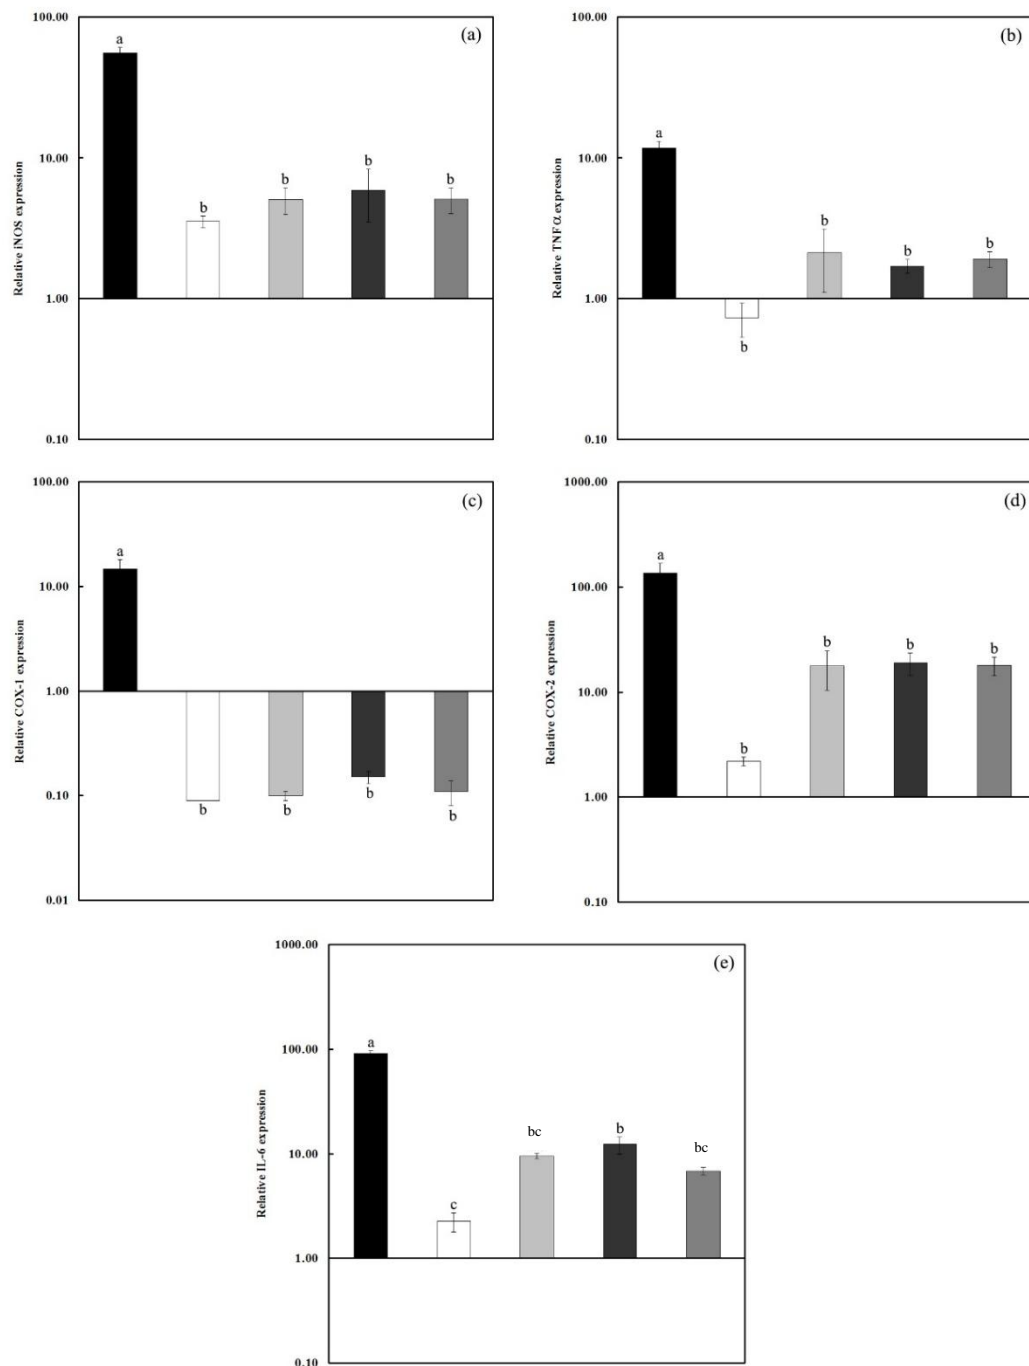 (a)
Relative iNOS expression
100.00
10.00
1.00
0.10
a
b
b
b
b
(b)
Relative TNFα expression
100.00
10.00
1.00
0.10
a
b
b
b
b
(c)
Relative COX-1 expression
100.00
10.00
1.00
0.10
0.01
a
b
b
b
b
(d)
Relative COX-2 expression
1000.00
100.00
10.00
1.00
0.10
a
b
b
b
b
(e)
Relative IL-6 expression
1000.00
100.00
10.00
1.00
0.10
a
c
bc
b
bc